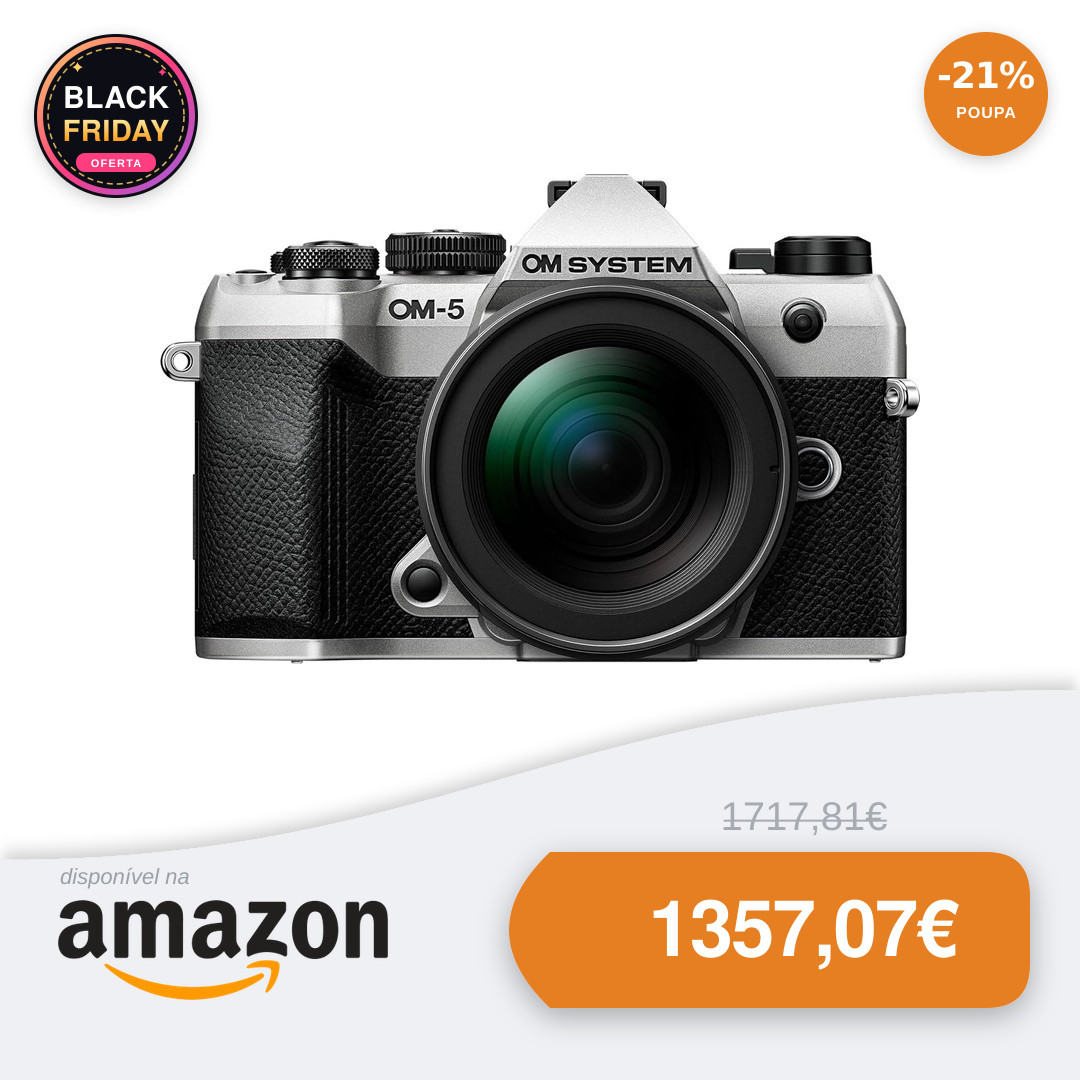 BLACK
FRIDAY
OFERTA
-21%
POUPA
OM SYSTEM
OM-5
1717,81€
disponível na
amazon
1357,07€